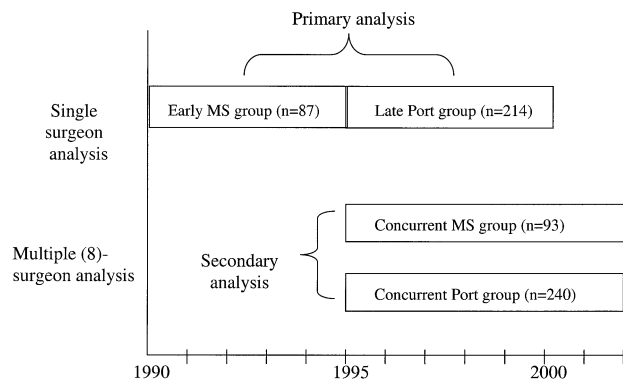 Primary analysis
Single
surgeon
analysis
Early MS group (n=87)
Late Port group (n=214)
Multiple (8)-
surgeon analysis
Secondary
analysis
Concurrent MS group (n=93)
Concurrent Port group (n=240)
1990
1995
2000